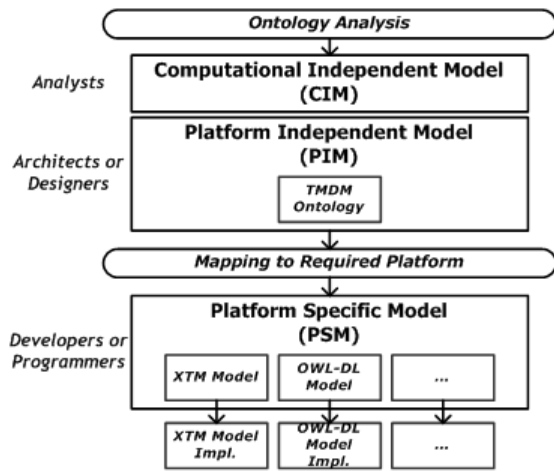 Ontology Analysis
Analysts
Computational Independent Model
(CIM)
Architects or
Designers
Platform Independent Model
(PIM)
TMDM
Ontology
Mapping to Required Platform
Developers or
Programmers
Platform Specific Model
(PSM)
XTM Model
OWL-DL
Model
...
XTM Model
Impl.
OWL-DL
Model
Impl.
...